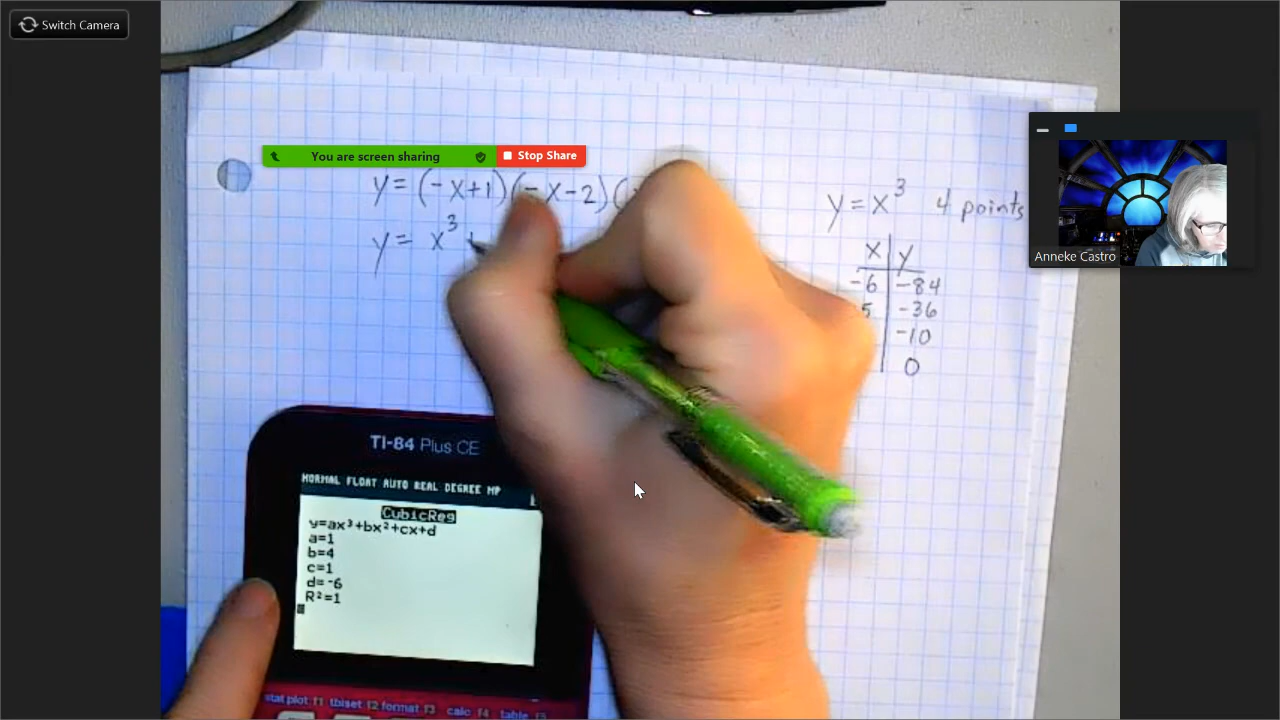 Switch Camera
You are screen sharing
Stop Share
y = (-x+1)(-x-2)(
y = x³ +
y = x³ 4 points
x y
-6 -84
5 -36
-10
0
Anneke Castro
TI-84 Plus CE
NORMAL FLOAT AUTO REAL DEGREE MP
CubicReg
y=ax³+bx²+cx+d
a=1
b=4
c=1
d=-6
R²=1
stat plot f1 tblset f2 format f3 calc f4 table f5